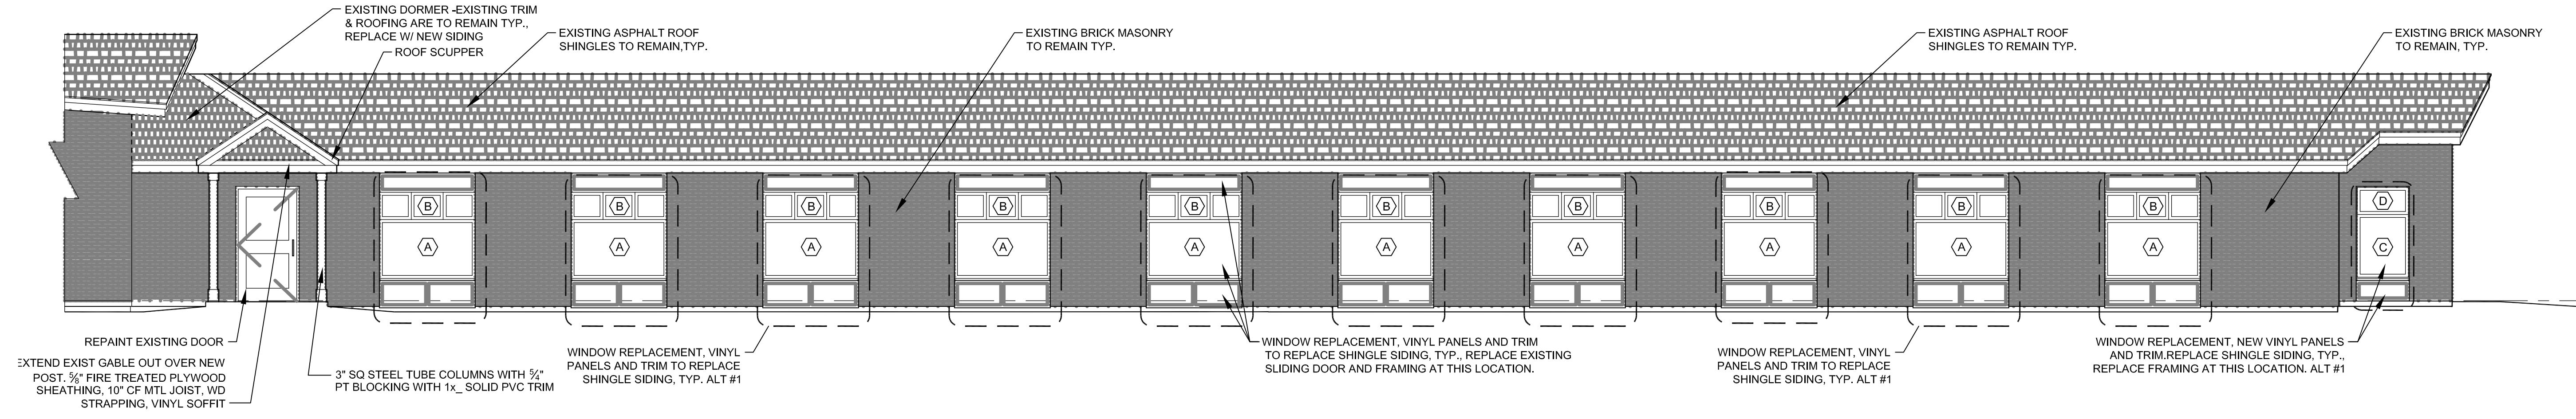 EXISTING DORMER -EXISTING TRIM
& ROOFING ARE TO REMAIN TYP.,
REPLACE W/ NEW SIDING
ROOF SCUPPER
EXISTING ASPHALT ROOF
SHINGLES TO REMAIN,TYP.
EXISTING BRICK MASONRY
TO REMAIN TYP.
EXISTING ASPHALT ROOF
SHINGLES TO REMAIN TYP.
EXISTING BRICK MASONRY
TO REMAIN, TYP.
B
B
B
B
B
B
B
B
B
B
D
A
A
A
A
A
A
A
A
A
A
C
REPAINT EXISTING DOOR
EXTEND EXIST GABLE OUT OVER NEW
POST. ⅝" FIRE TREATED PLYWOOD
SHEATHING, 10" CF MTL JOIST, WD
STRAPPING, VINYL SOFFIT
3" SQ STEEL TUBE COLUMNS WITH 5/4"
PT BLOCKING WITH 1x_ SOLID PVC TRIM
WINDOW REPLACEMENT, VINYL
PANELS AND TRIM TO REPLACE
SHINGLE SIDING, TYP. ALT #1
WINDOW REPLACEMENT, VINYL PANELS AND TRIM
TO REPLACE SHINGLE SIDING, TYP., REPLACE EXISTING
SLIDING DOOR AND FRAMING AT THIS LOCATION.
WINDOW REPLACEMENT, VINYL
PANELS AND TRIM TO REPLACE
SHINGLE SIDING, TYP. ALT #1
WINDOW REPLACEMENT, NEW VINYL PANELS
AND TRIM.REPLACE SHINGLE SIDING, TYP.,
REPLACE FRAMING AT THIS LOCATION. ALT #1